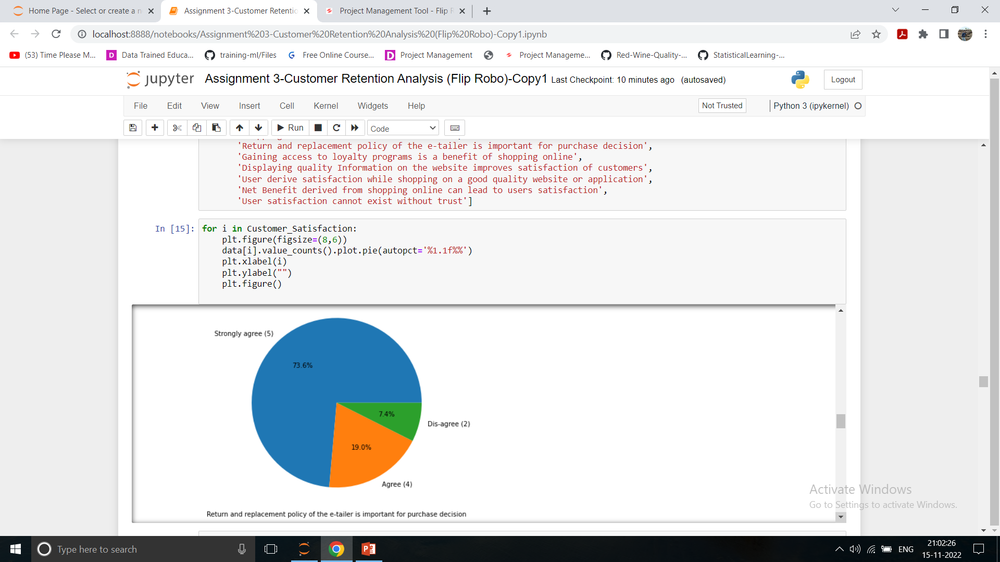 Home Page - Select or create a n
Assignment 3-Customer Retentio
Project Management Tool - Flip R
localhost:8888/notebooks/Assignment%203-Customer%20Retention%20Analysis%20(Flip%20Robo)-Copy1.ipynb
(53) Time Please M... Data Trained Educa... training-ml/Files Free Online Course... Project Management Project Manageme... Red-Wine-Quality-... StatisticalLearning-...
jupyter Assignment 3-Customer Retention Analysis (Flip Robo)-Copy1 Last Checkpoint: 10 minutes ago (autosaved) Logout
File Edit View Insert Cell Kernel Widgets Help Not Trusted Python 3 (ipykernel)
Run Code
'Return and replacement policy of the e-tailer is important for purchase decision',
'Gaining access to loyalty programs is a benefit of shopping online',
'Displaying quality Information on the website improves satisfaction of customers',
'User derive satisfaction while shopping on a good quality website or application',
'Net Benefit derived from shopping online can lead to users satisfaction',
'User satisfaction cannot exist without trust']
In [15]: for i in Customer_Satisfaction:
plt.figure(figsize=(8,6))
data[i].value_counts().plot.pie(autopct='%1.1f%%')
plt.xlabel(i)
plt.ylabel("")
plt.figure()
Strongly agree (5)
73.6%
7.4%
Dis-agree (2)
19.0%
Agree (4)
Return and replacement policy of the e-tailer is important for purchase decision
Activate Windows
Go to Settings to activate Windows.
Type here to search
ENG
21:02:26
15-11-2022